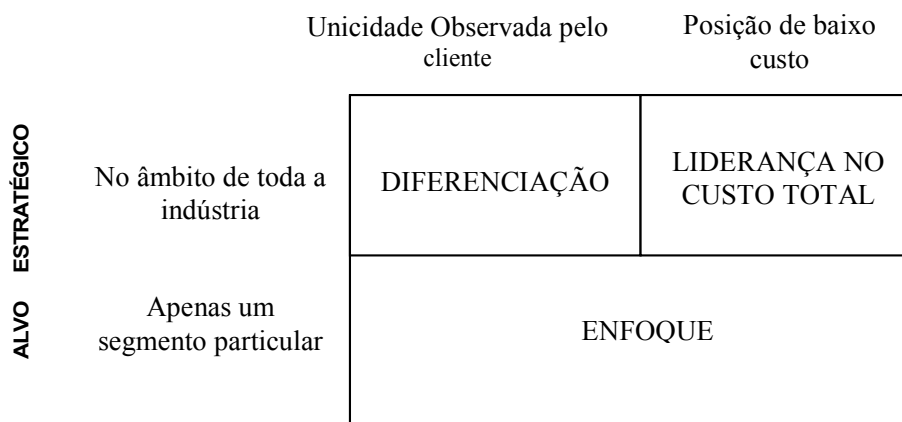 Unicidade Observada pelo
cliente
Posição de baixo
custo
ALVO ESTRATÉGICO
No âmbito de toda a
indústria
DIFERENCIAÇÃO
LIDERANÇA NO
CUSTO TOTAL
Apenas um
segmento particular
ENFOQUE